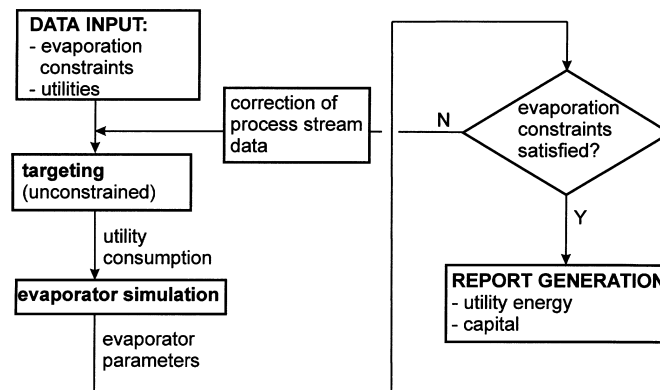 DATA INPUT:
- evaporation
constraints
- utilities
correction of
process stream
data
N
evaporation
constraints
satisfied?
targeting
(unconstrained)
Y
utility
consumption
evaporator simulation
REPORT GENERATION
- utility energy
- capital
evaporator
parameters